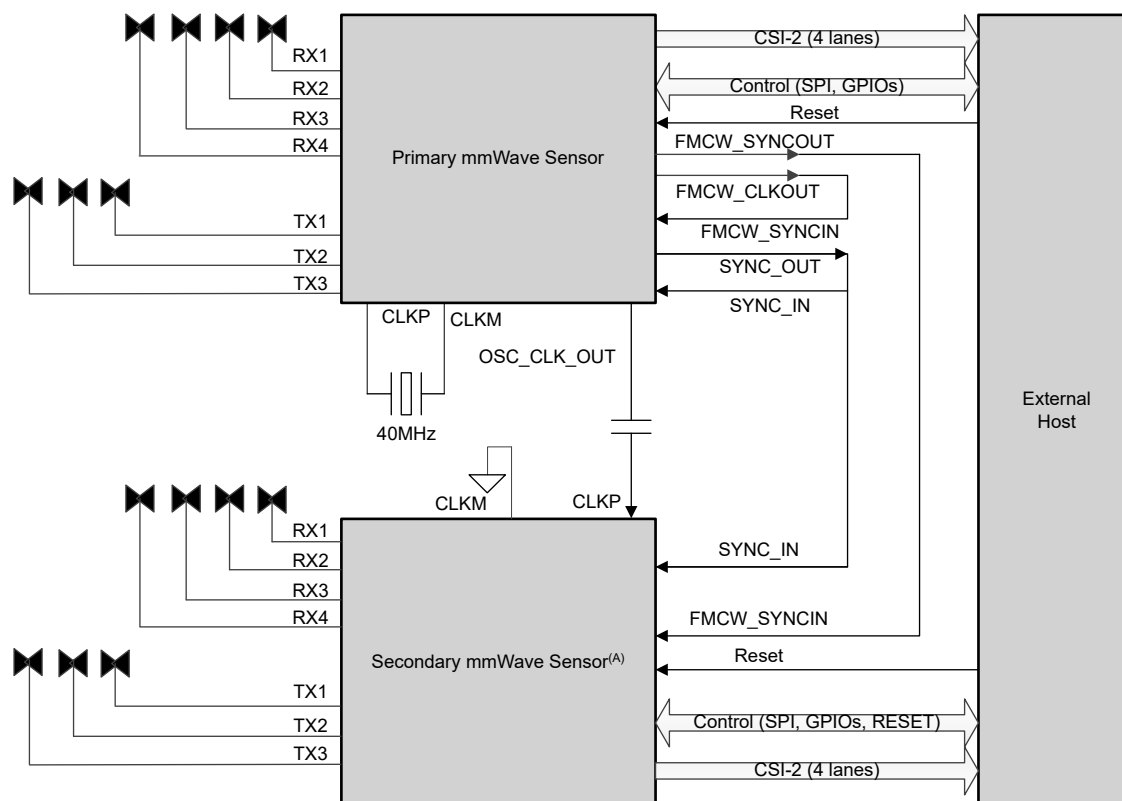 RX1
RX2
RX3
RX4
TX1
TX2
TX3
Primary mmWave Sensor
CSI-2 (4 lanes)
Control (SPI, GPIOs)
Reset
FMCW_SYNCOUT
FMCW_CLKOUT
FMCW_SYNCIN
SYNC_OUT
SYNC_IN
CLKP
CLKM
OSC_CLK_OUT
40MHz
External
Host
CLKM
CLKP
RX1
RX2
RX3
RX4
TX1
TX2
TX3
Secondary mmWave Sensor(A)
SYNC_IN
FMCW_SYNCIN
Reset
Control (SPI, GPIOs, RESET)
CSI-2 (4 lanes)